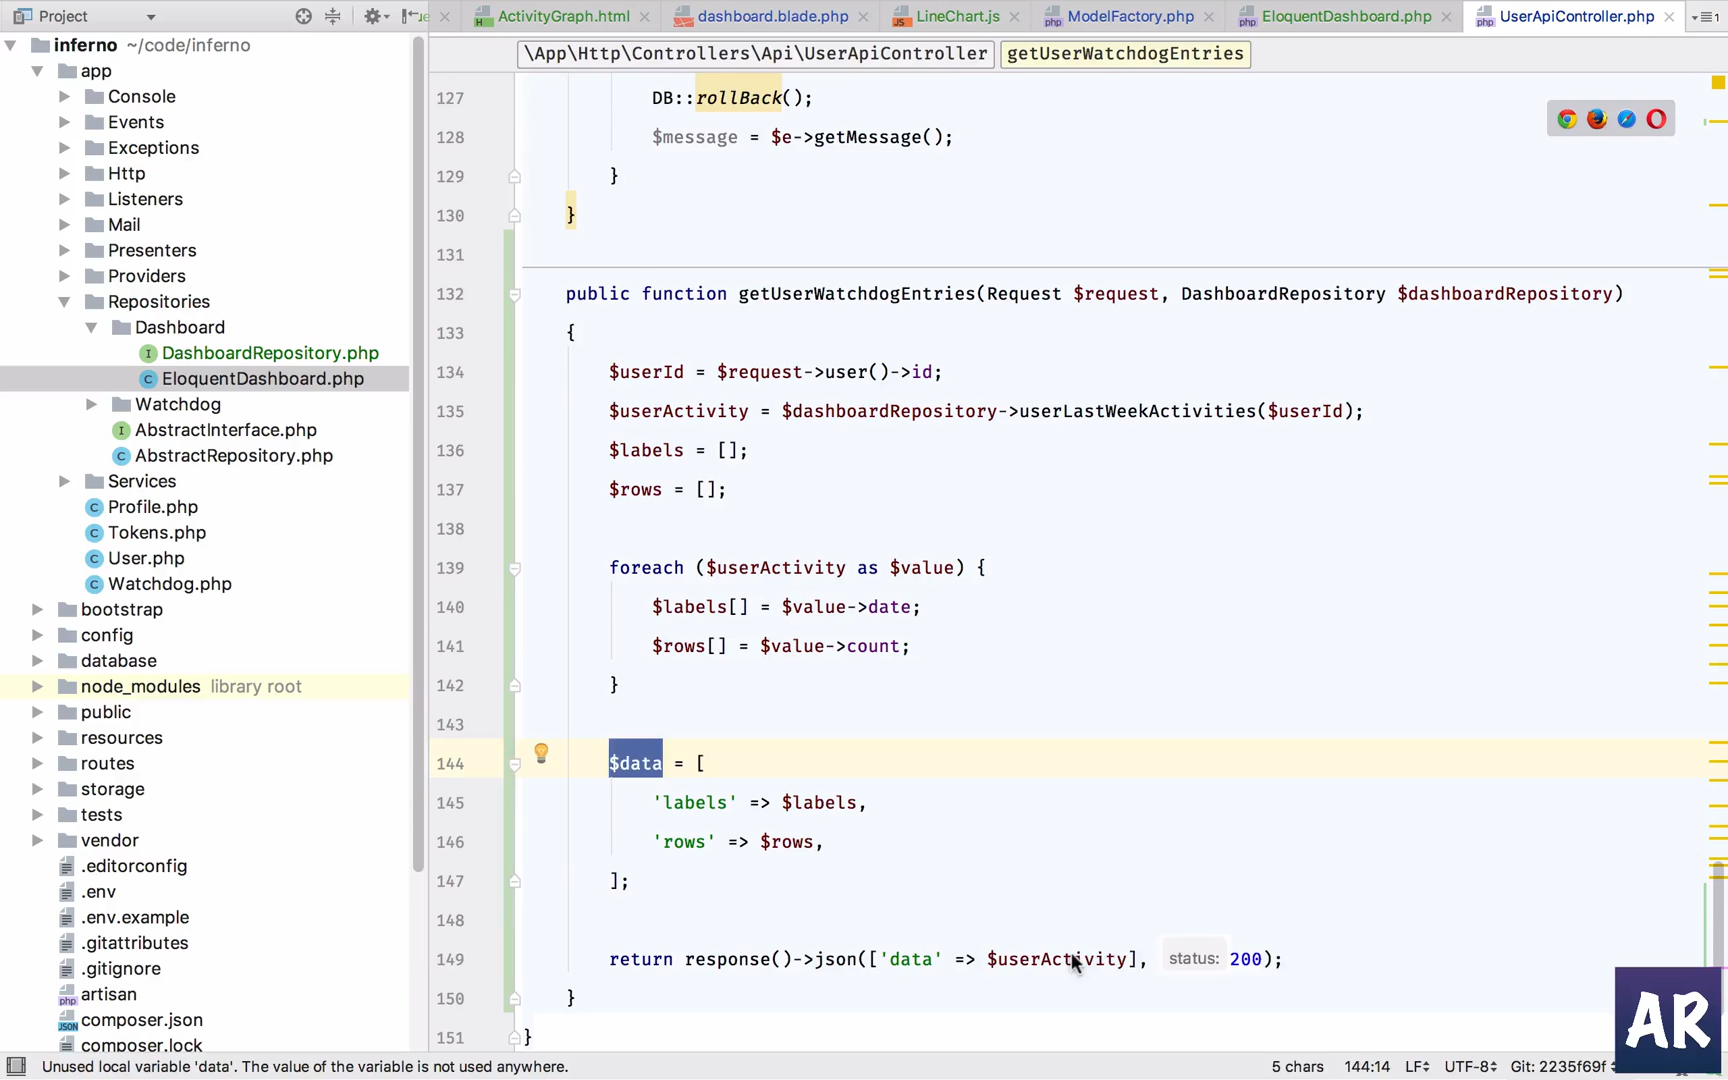 Project
ActivityGraph.html
dashboard.blade.php
LineChart.js
ModelFactory.php
EloquentDashboard.php
UserApiController.php
\App\Http\Controllers\Api\UserApiController
getUserWatchdogEntries
inferno ~/code/inferno
app
Console
Events
Exceptions
Http
Listeners
Mail
Presenters
Providers
Repositories
Dashboard
DashboardRepository.php
EloquentDashboard.php
Watchdog
AbstractInterface.php
AbstractRepository.php
Services
Profile.php
Tokens.php
User.php
Watchdog.php
bootstrap
config
database
node_modules library root
public
resources
routes
storage
tests
vendor
.editorconfig
.env
.env.example
.gitattributes
.gitignore
artisan
composer.json
composer.lock
127 DB::rollBack();
128 $message = $e->getMessage();
129 }
130 }
131
132 public function getUserWatchdogEntries(Request $request, DashboardRepository $dashboardRepository)
133 {
134 $userId = $request->user()->id;
135 $userActivity = $dashboardRepository->userLastWeekActivities($userId);
136 $labels = [];
137 $rows = [];
138
139 foreach ($userActivity as $value) {
140 $labels[] = $value->date;
141 $rows[] = $value->count;
142 }
143
144 $data = [
145 'labels' => $labels,
146 'rows' => $rows,
147 ];
148
149 return response()->json(['data' => $userActivity], status: 200);
150 }
151 }
AR
Unused local variable 'data'. The value of the variable is not used anywhere.
5 chars 144:14 LF UTF-8 Git: 2235f69f